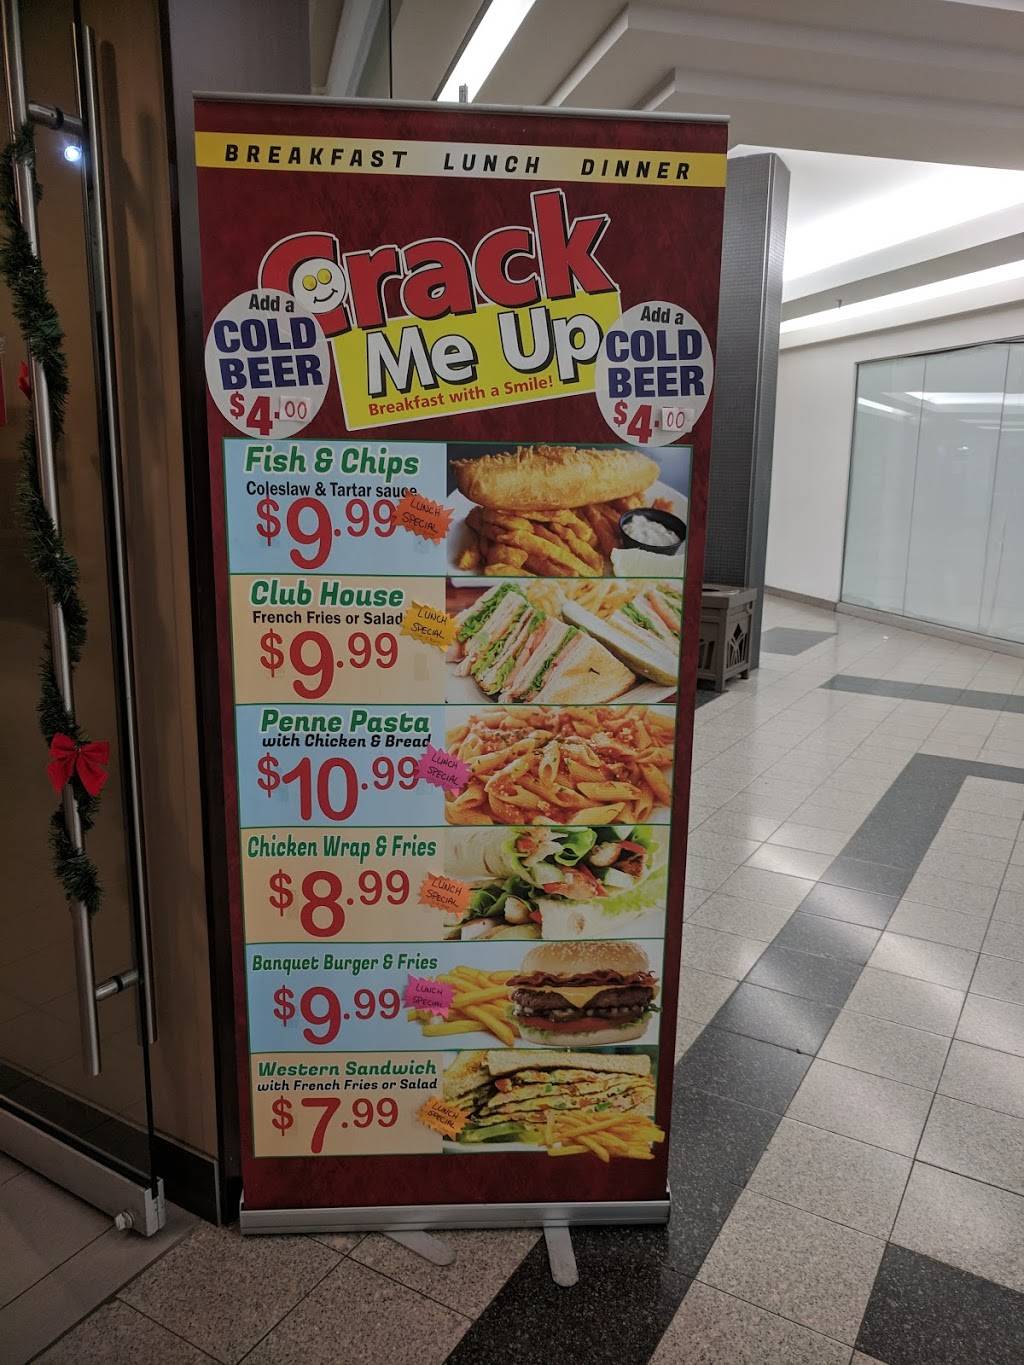 BREAKFAST LUNCH DINNER
Crack
Me Up
Breakfast with a Smile!
Add a
COLD
BEER
$4.00
Add a
COLD
BEER
$4.00
Fish & Chips
Coleslaw & Tartar sauce
$9.99
LUNCH
SPECIAL
Club House
French Fries or Salad
$9.99
LUNCH
SPECIAL
Penne Pasta
with Chicken & Bread
$10.99
LUNCH
SPECIAL
Chicken Wrap & Fries
$8.99
LUNCH
SPECIAL
Banquet Burger & Fries
$9.99
LUNCH
SPECIAL
Western Sandwich
with French Fries or Salad
$7.99
LUNCH
SPECIAL